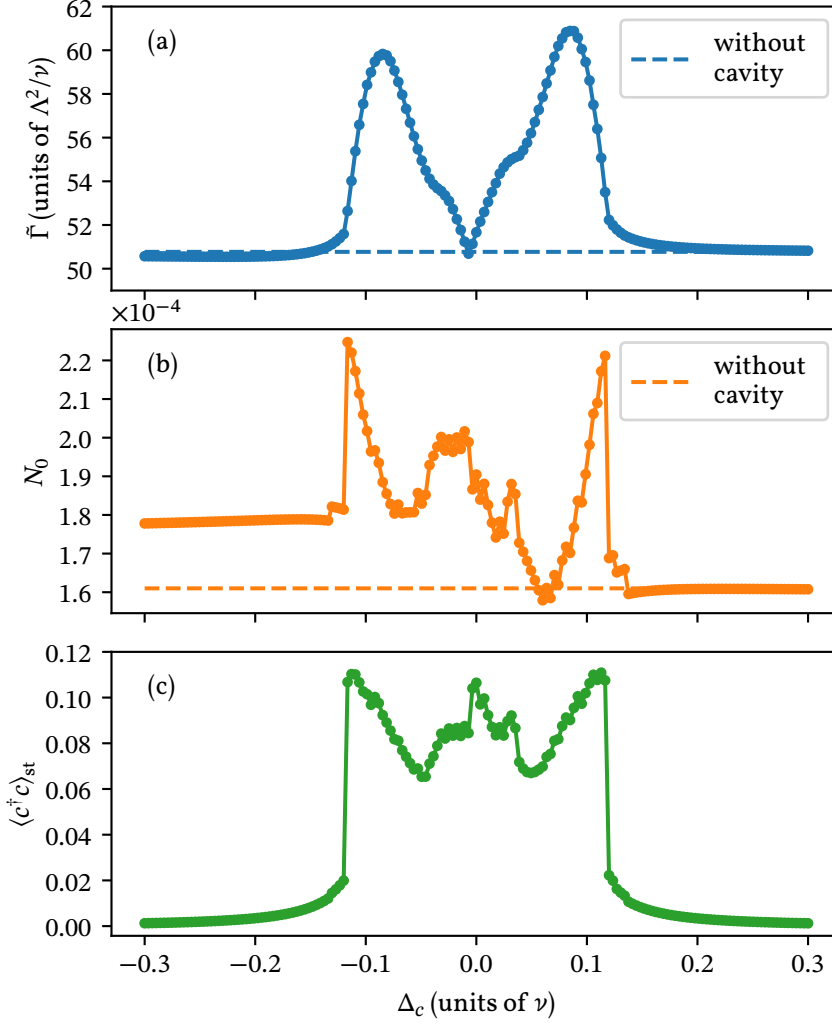 62
60
58
56
54
52
50
Γ̃ (units of Λ²/ν)
(a)
without
cavity
×10⁻⁴
2.2
2.1
2.0
1.9
1.8
1.7
1.6
N₀
(b)
without
cavity
0.12
0.10
0.08
0.06
0.04
0.02
0.00
⟨c†c⟩st
(c)
−0.3
−0.2
−0.1
0.0
0.1
0.2
0.3
Δc (units of ν)